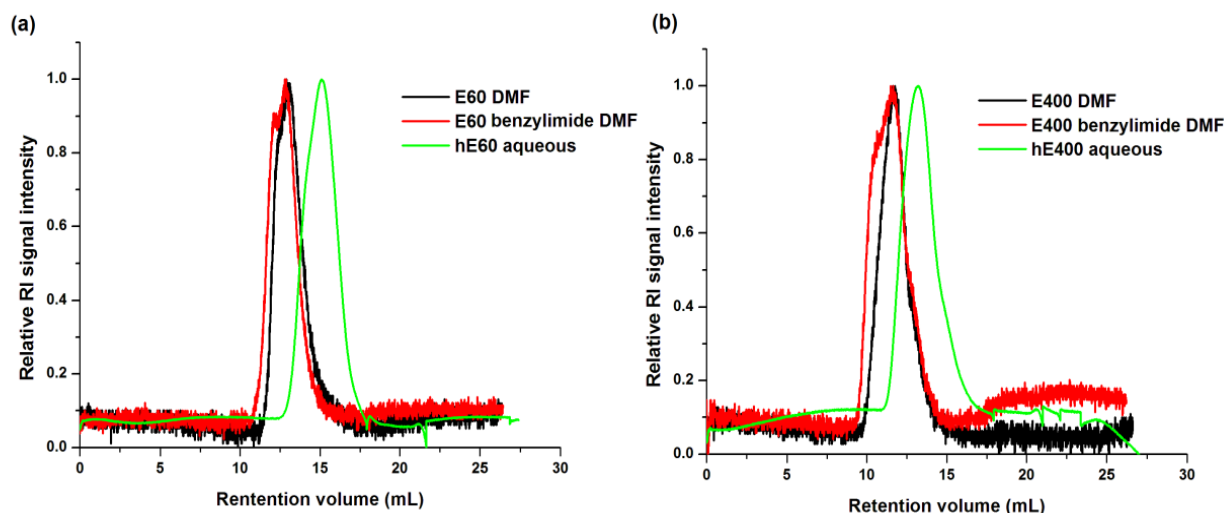 (a)
Relative RI signal intensity
1.0
0.8
0.6
0.4
0.2
0.0
0 5 10 15 20 25 30
Rentention volume (mL)
E60 DMF
E60 benzylimide DMF
hE60 aqueous
(b)
Relative RI signal intensity
1.0
0.8
0.6
0.4
0.2
0.0
0 5 10 15 20 25 30
Retention volume (mL)
E400 DMF
E400 benzylimide DMF
hE400 aqueous